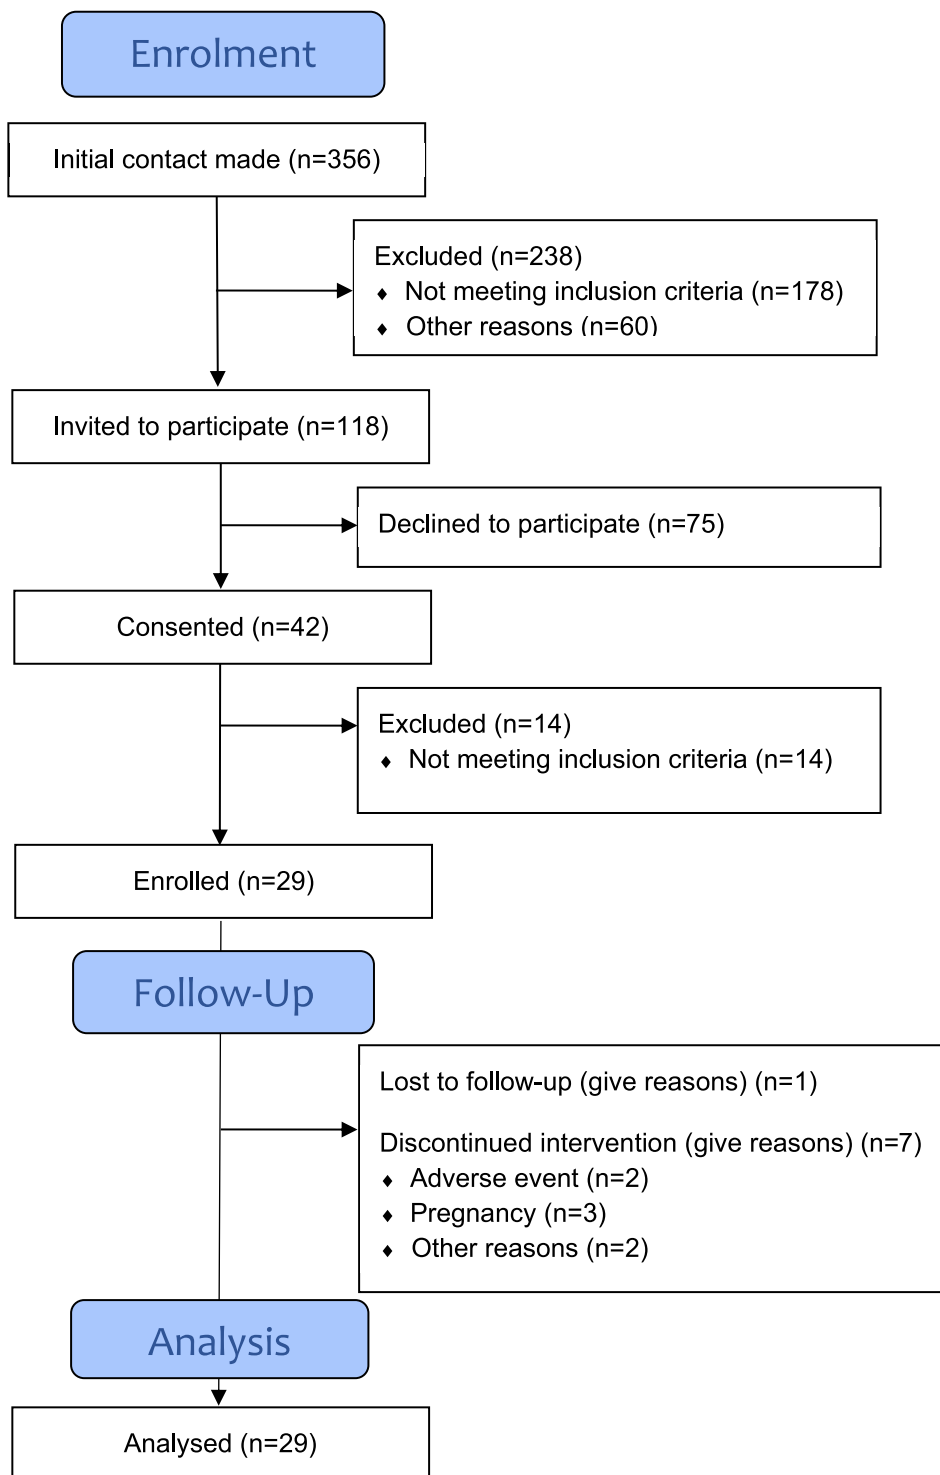 Enrolment
Initial contact made (n=356)
Excluded (n=238)
♦ Not meeting inclusion criteria (n=178)
♦ Other reasons (n=60)
Invited to participate (n=118)
Declined to participate (n=75)
Consented (n=42)
Excluded (n=14)
♦ Not meeting inclusion criteria (n=14)
Enrolled (n=29)
Follow-Up
Lost to follow-up (give reasons) (n=1)
Discontinued intervention (give reasons) (n=7)
♦ Adverse event (n=2)
♦ Pregnancy (n=3)
♦ Other reasons (n=2)
Analysis
Analysed (n=29)